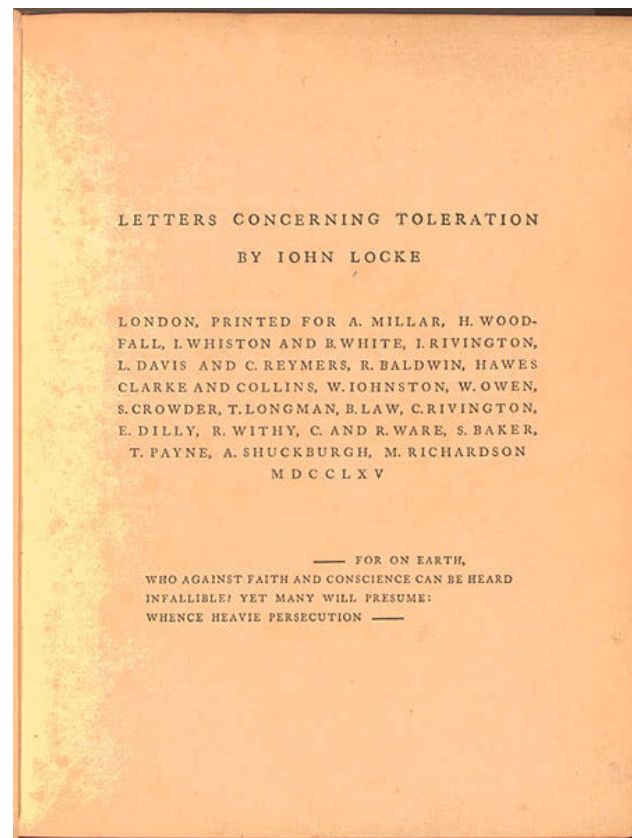 LETTERS CONCERNING TOLERATION
BY IOHN LOCKE
LONDON, PRINTED FOR A. MILLAR, H. WOOD-
FALL, I. WHISTON AND B. WHITE, I. RIVINGTON,
L. DAVIS AND C. REYMERS, R. BALDWIN, HAWES
CLARKE AND COLLINS, W. IOHNSTON, W. OWEN,
S. CROWDER, T. LONGMAN, B. LAW, C. RIVINGTON,
E. DILLY, R. WITHY, C. AND R. WARE, S. BAKER,
T. PAYNE, A. SHUCKBURGH, M. RICHARDSON
MDCCLXV
—— FOR ON EARTH,
WHO AGAINST FAITH AND CONSCIENCE CAN BE HEARD
INFALLIBLE? YET MANY WILL PRESUME:
WHENCE HEAVIE PERSECUTION ——